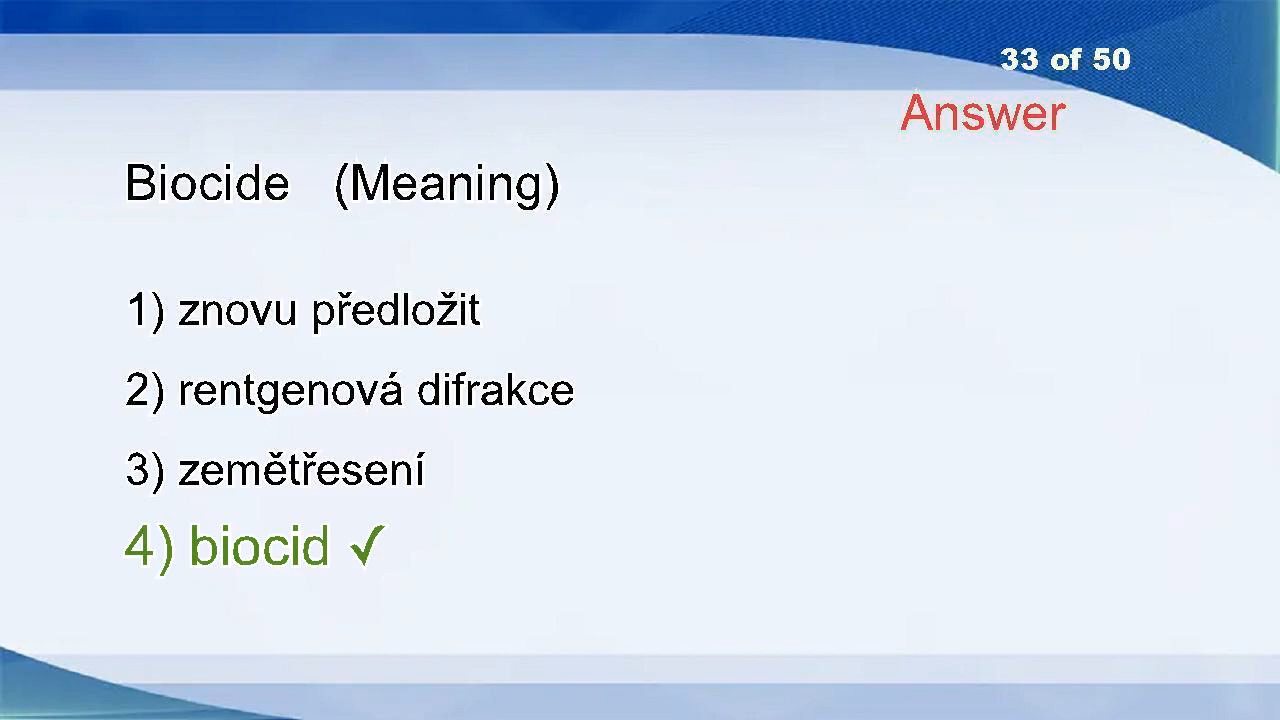 33 of 50
Answer
Biocide (Meaning)
1) znovu předložit
2) rentgenová difrakce
3) zemětřesení
4) biocid ✓